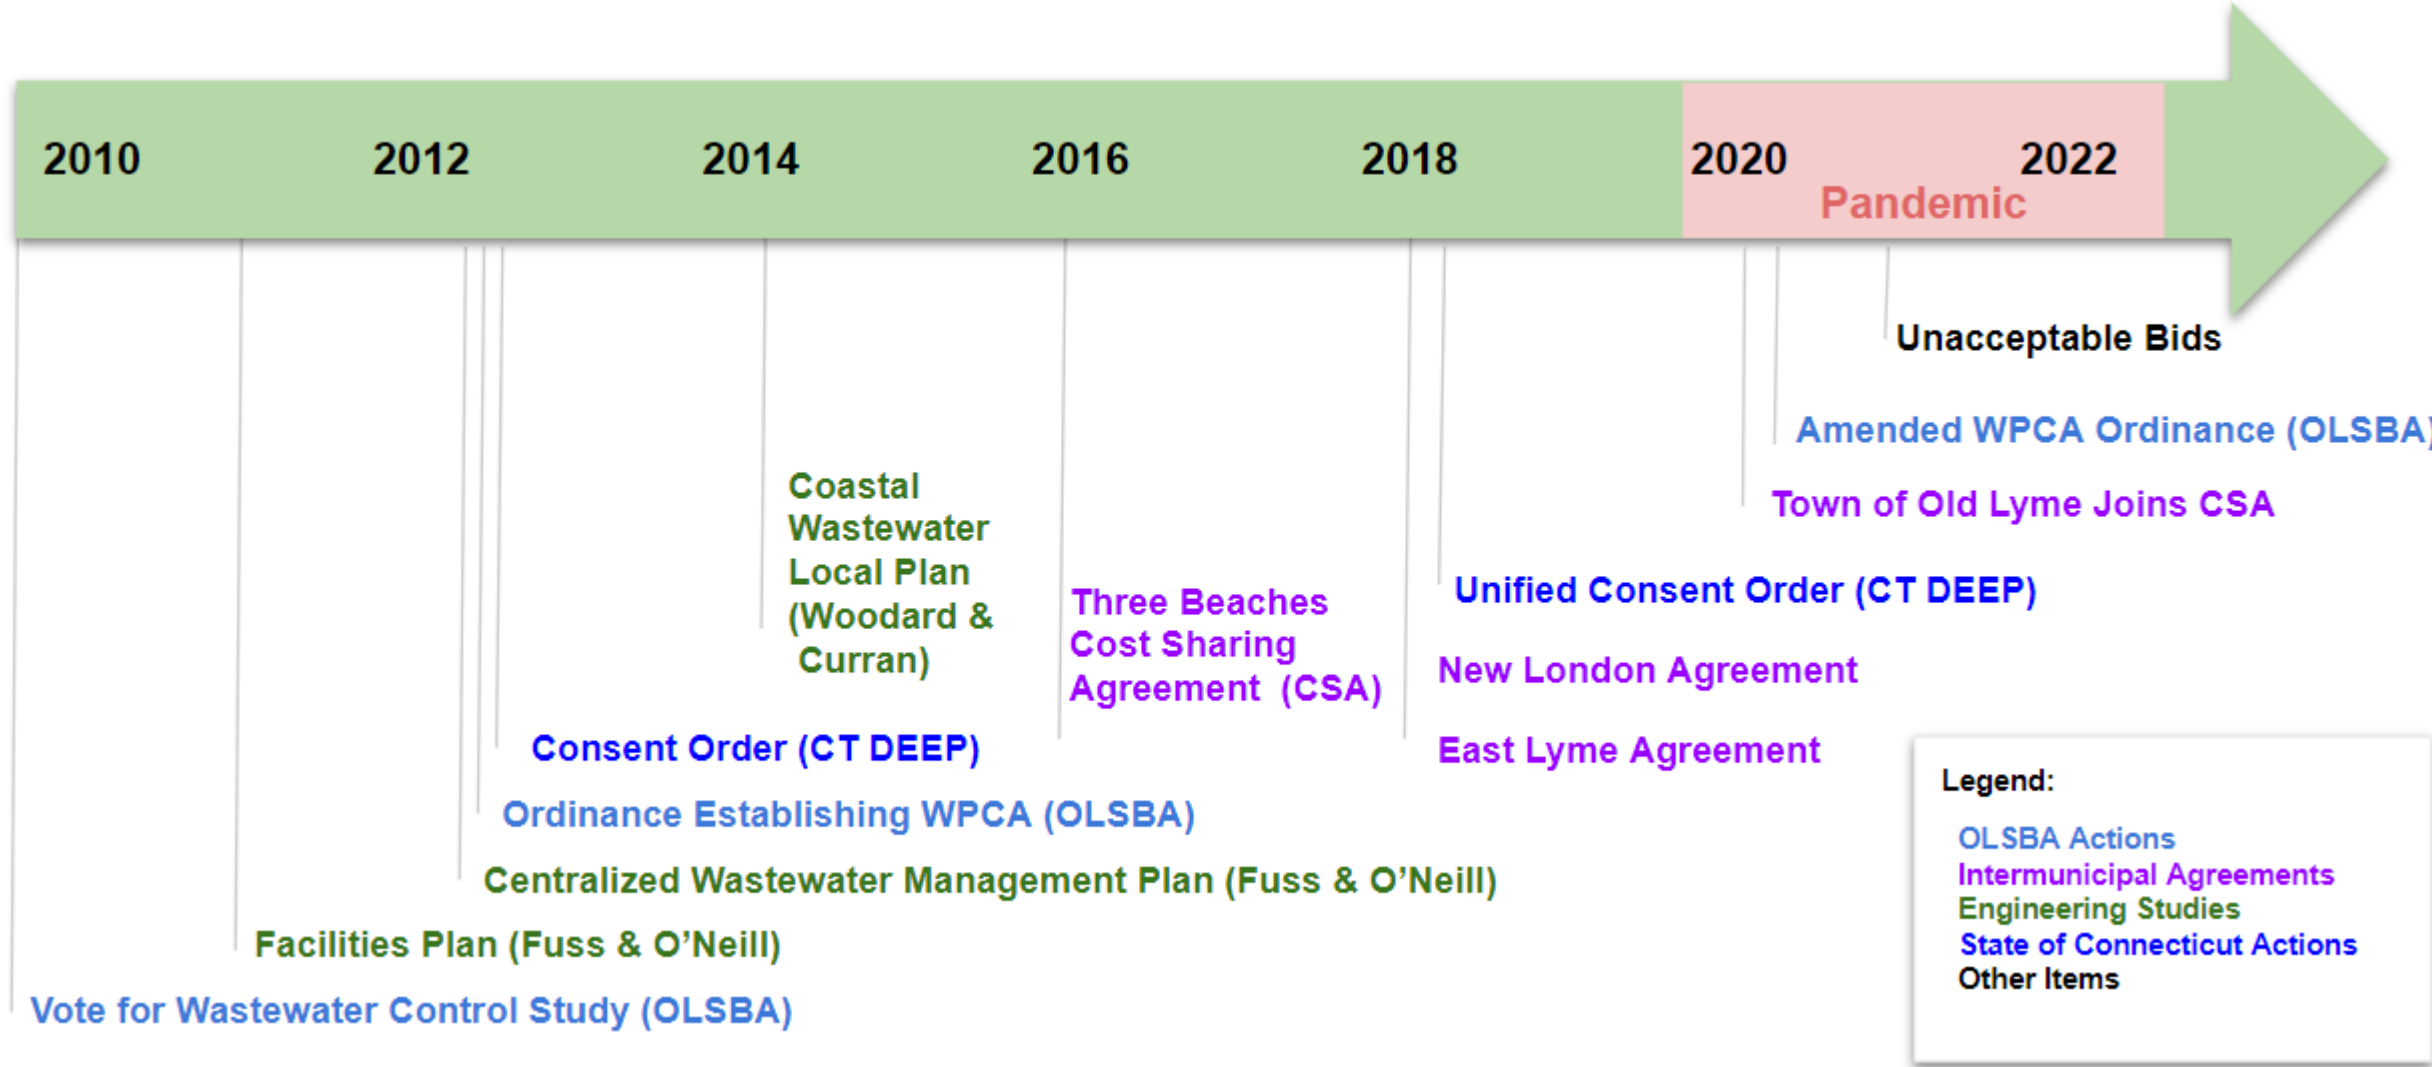 2010 2012 2014 2016 2018 2020 2022
Pandemic
Unacceptable Bids
Amended WPCA Ordinance (OLSBA)
Town of Old Lyme Joins CSA
Coastal
Wastewater
Local Plan
(Woodard &
Curran)
Three Beaches
Cost Sharing
Agreement (CSA)
Unified Consent Order (CT DEEP)
New London Agreement
East Lyme Agreement
Consent Order (CT DEEP)
Ordinance Establishing WPCA (OLSBA)
Centralized Wastewater Management Plan (Fuss & O’Neill)
Facilities Plan (Fuss & O’Neill)
Vote for Wastewater Control Study (OLSBA)
Legend:
OLSBA Actions
Intermunicipal Agreements
Engineering Studies
State of Connecticut Actions
Other Items